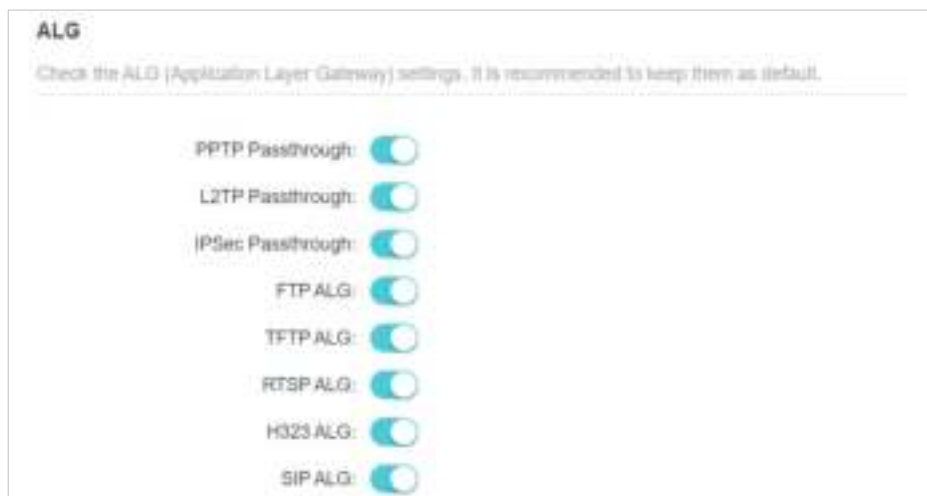 ALG
Check the ALG (Application Layer Gateway) settings. It is recommended to keep them as default.
PPTP Passthrough:
L2TP Passthrough:
IPSec Passthrough:
FTP ALG:
TFTP ALG:
RTSP ALG:
H323 ALG:
SIP ALG: